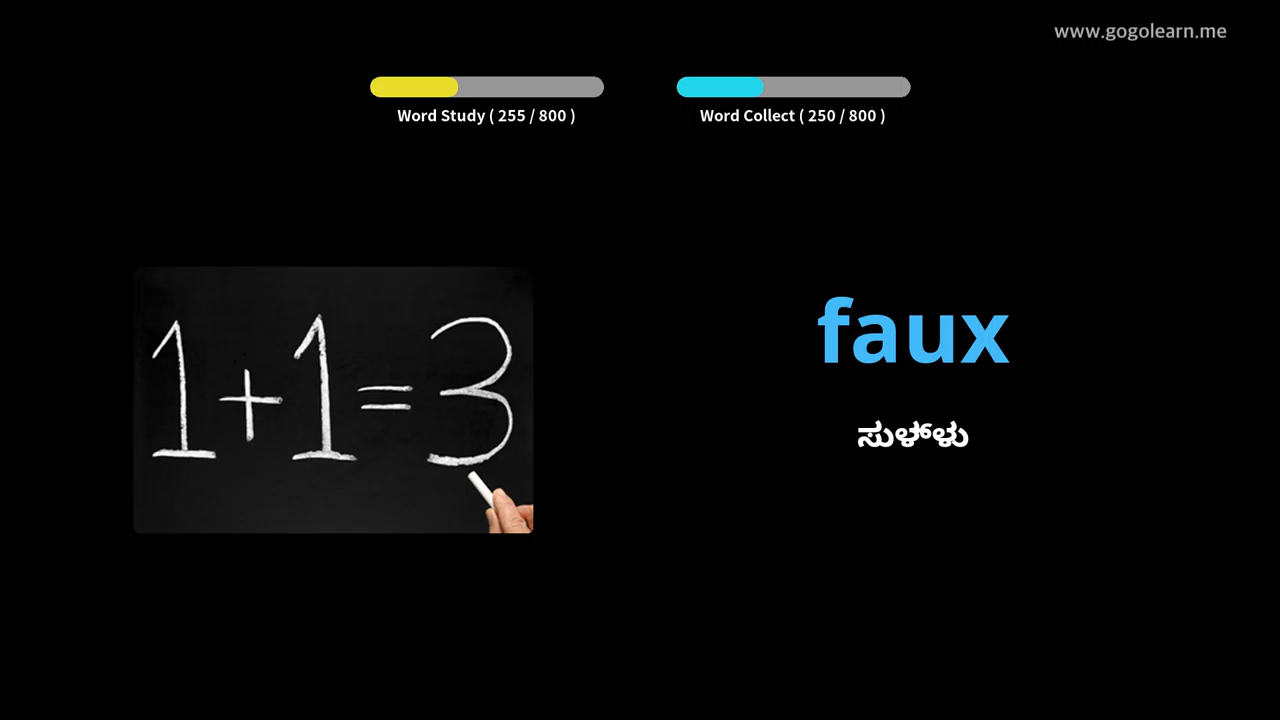 www.gogolearn.me
Word Study ( 255 / 800 )
Word Collect ( 250 / 800 )
1+1=3
faux
ಸುಳ್ಳು